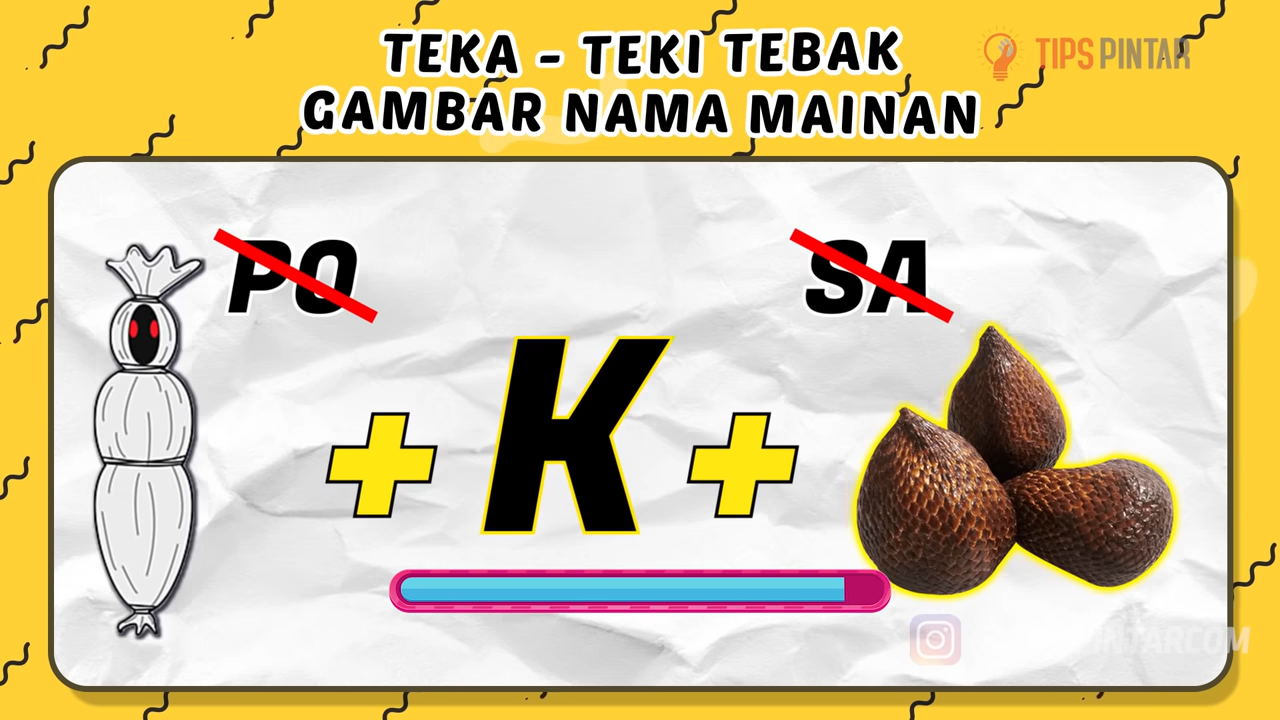 TEKA - TEKI TEBAK
GAMBAR NAMA MAINAN
TIPS PINTAR
PO
SA
+ K +